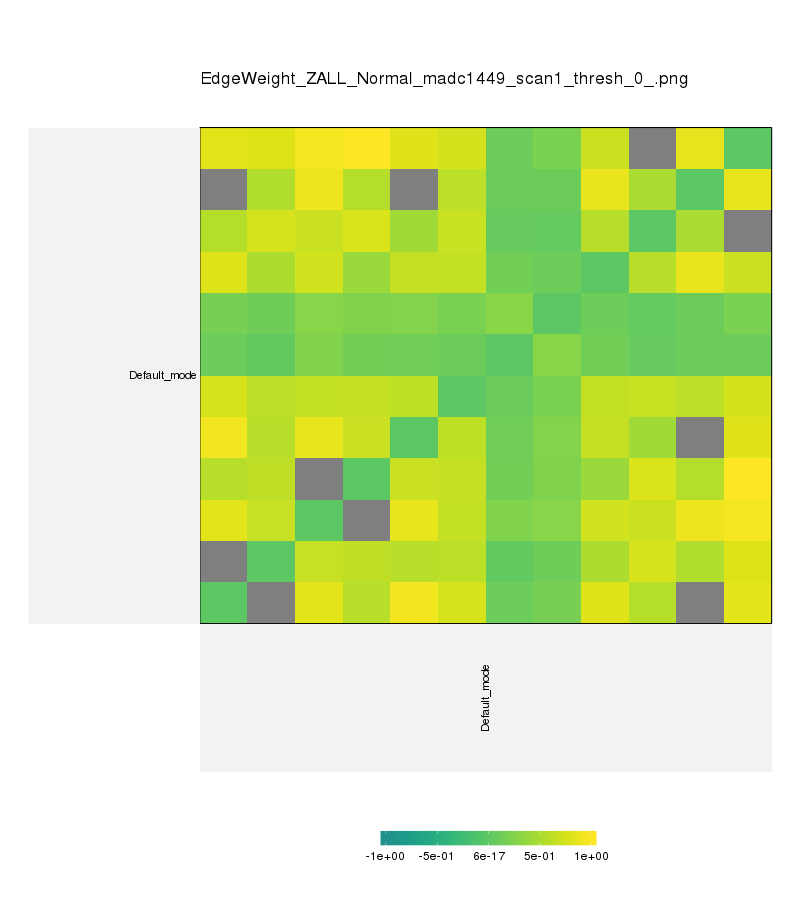 EdgeWeight_ZALL_Normal_madc1449_scan1_thresh_0_.png
Default_mode
Default_mode
-1e+00 -5e-01 6e-17 5e-01 1e+00